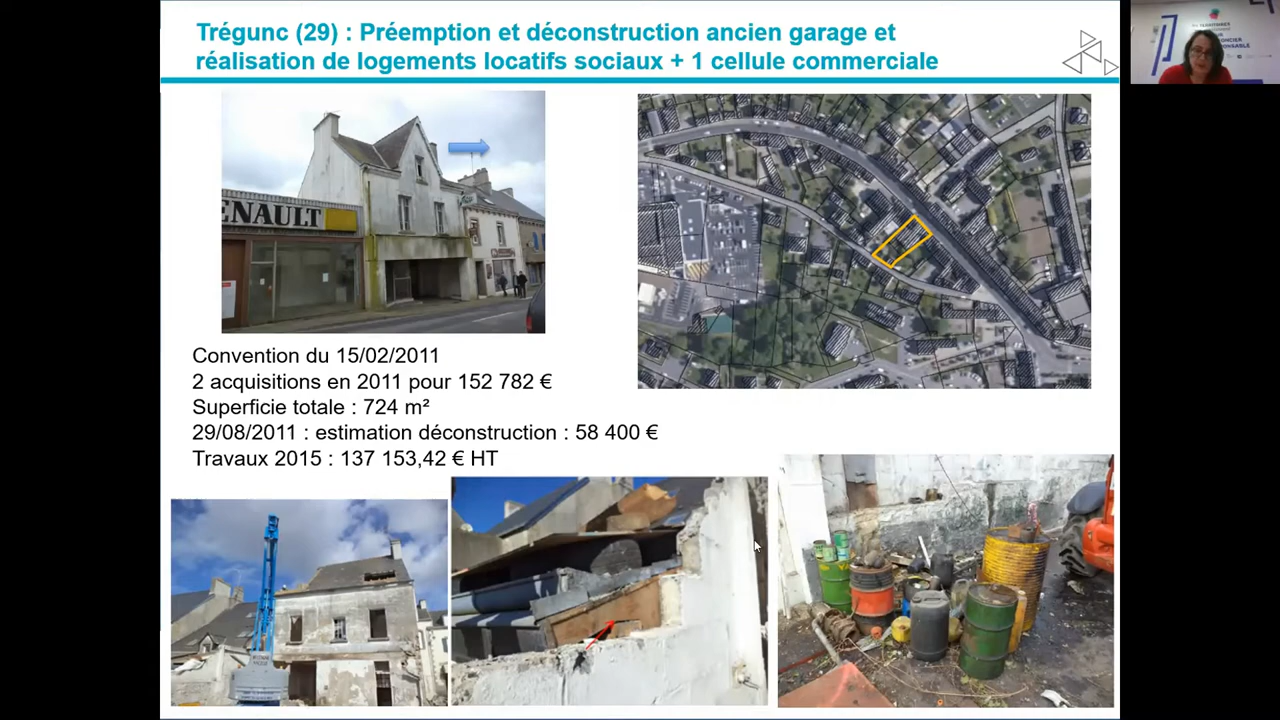 Trégunc (29) : Préemption et déconstruction ancien garage et
réalisation de logements locatifs sociaux + 1 cellule commerciale
ENAULT
Convention du 15/02/2011
2 acquisitions en 2011 pour 152 782 €
Superficie totale : 724 m²
29/08/2011 : estimation déconstruction : 58 400 €
Travaux 2015 : 137 153,42 € HT